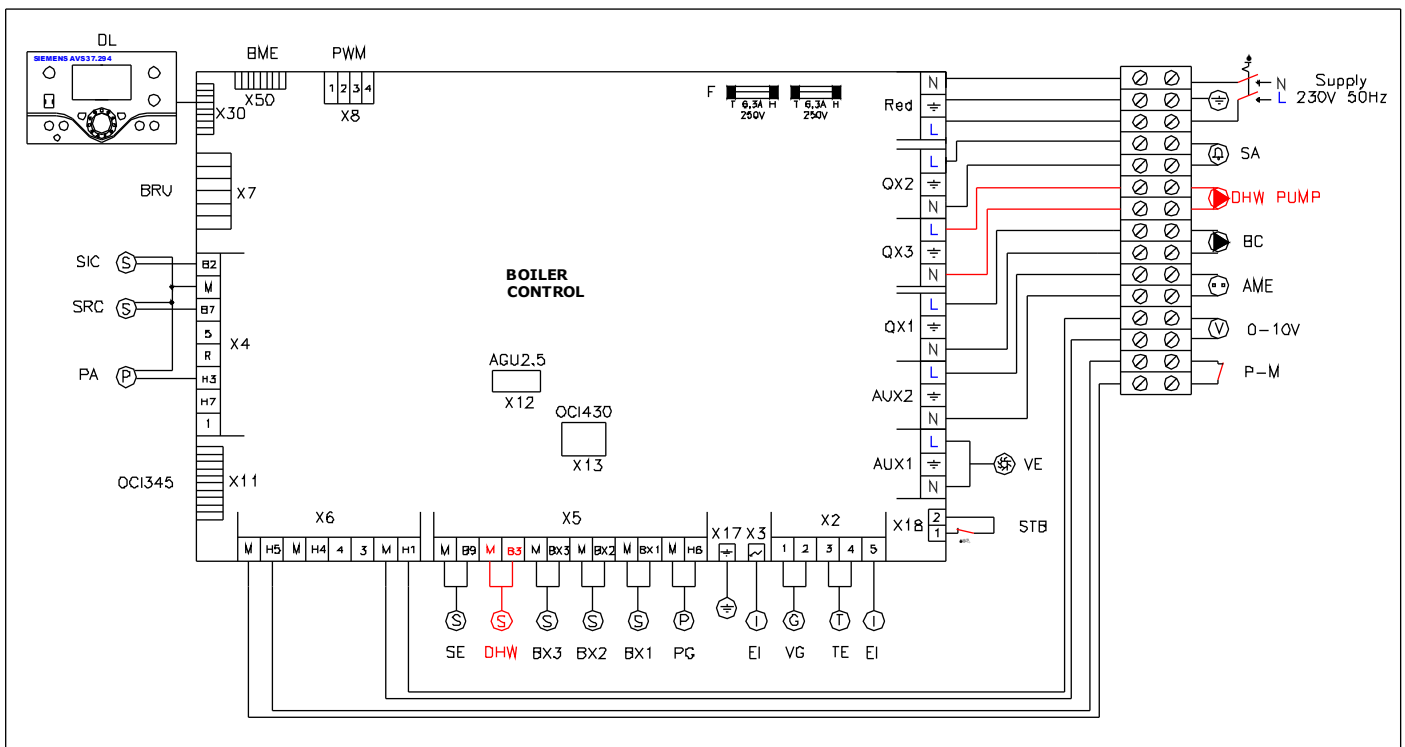 DL
SIEMENS AVS37.294
BME
PWM
X50
1 2 3 4
X8
X30
F
T 6,3A H
250V
T 6,3A H
250V
N
Red
L
N Supply
L 230V 50Hz
BRU
X7
L
QX2
N
SA
DHW PUMP
L
QX3
N
BC
SIC
S
B2
M
SRC
S
B7
5
R
X4
PA
P
H3
H7
1
BOILER
CONTROL
L
QX1
N
AME
V
0-10V
P-M
AGU2.5
X12
OCI430
X13
L
AUX2
N
L
AUX1
N
VE
OCI345
X11
X6
X5
X17
X3
X2
X18
2
1
STB
M H5 M H4 4 3 M H1
M B9 M B3 M BX3 M BX2 M BX1 M H6
1 2 3 4 5
S S S S S P I G T I
SE DHW BX3 BX2 BX1 PG EI VG TE EI